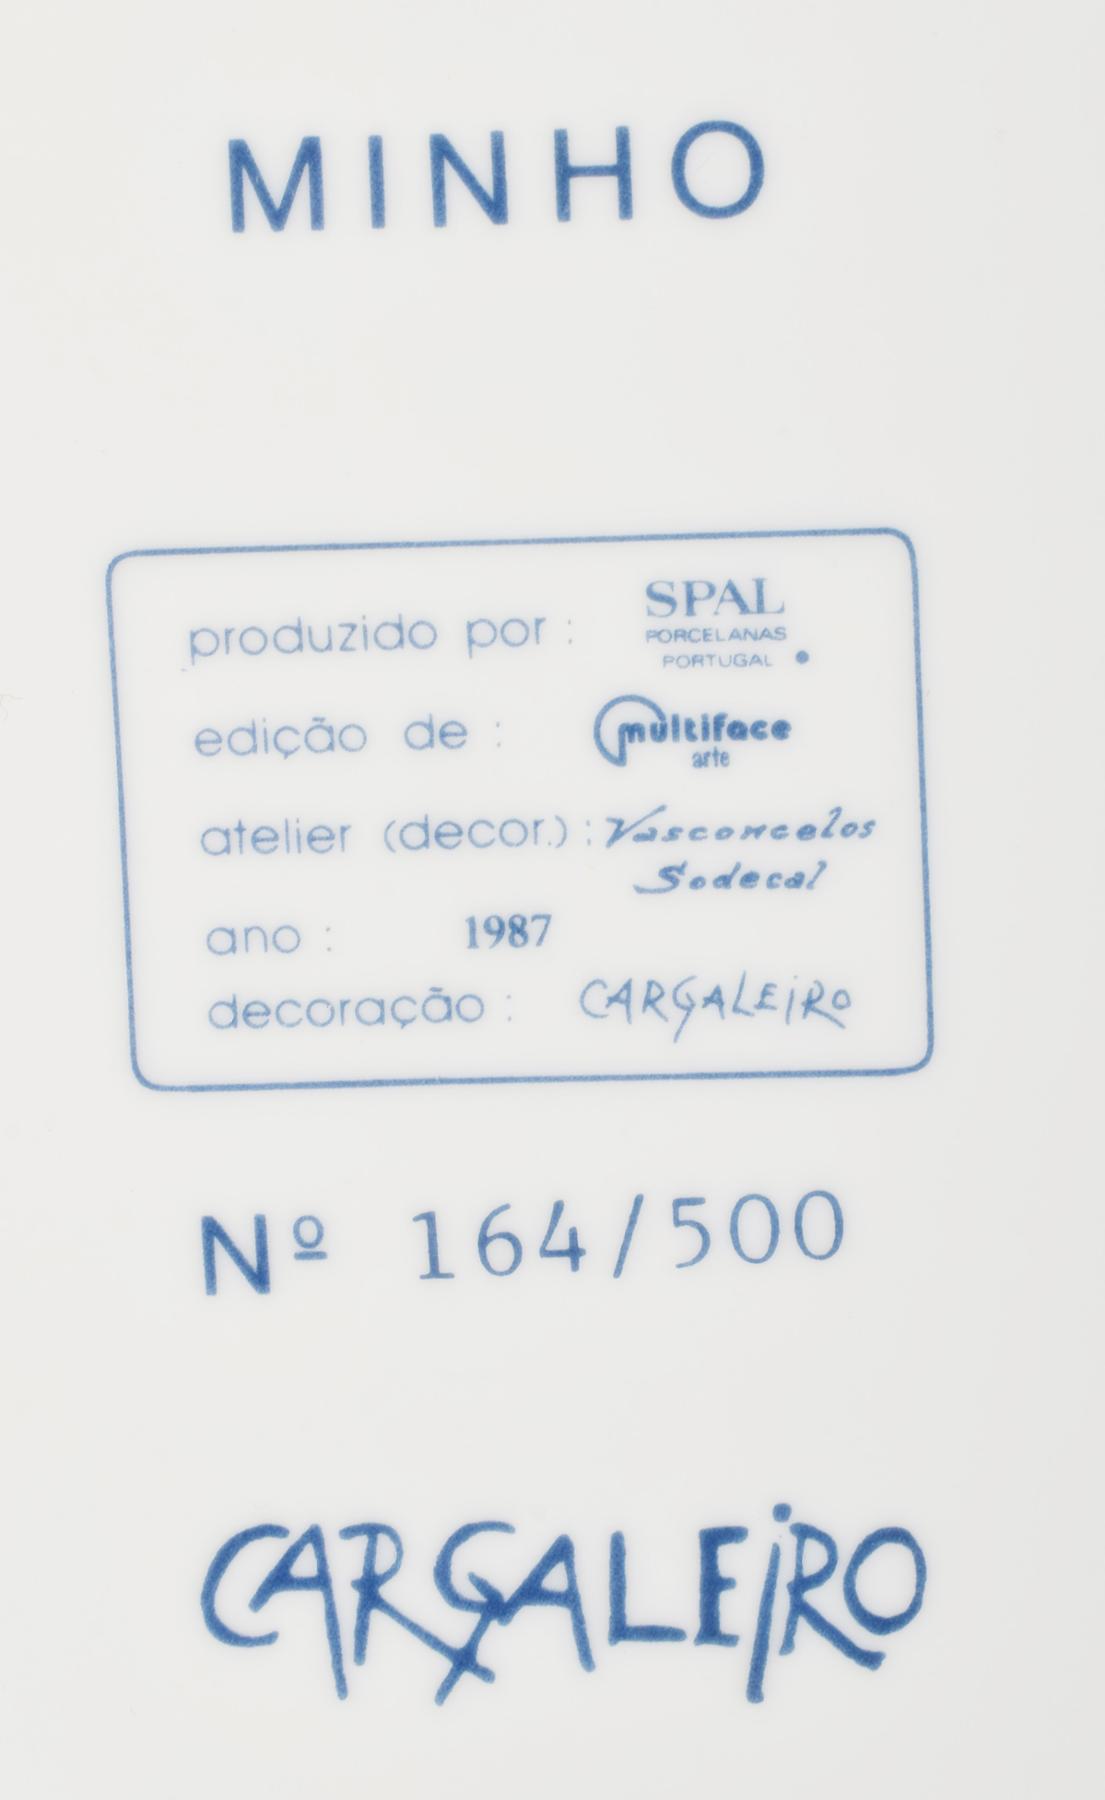 MINHO
produzido por : SPAL
PORCELANAS
PORTUGAL
edição de : multiface
arte
atelier (decor.) : Vasconcelos
Sodecal
ano : 1987
decoração : CARGALEiRO
Nº 164/500
CARGALEiRO